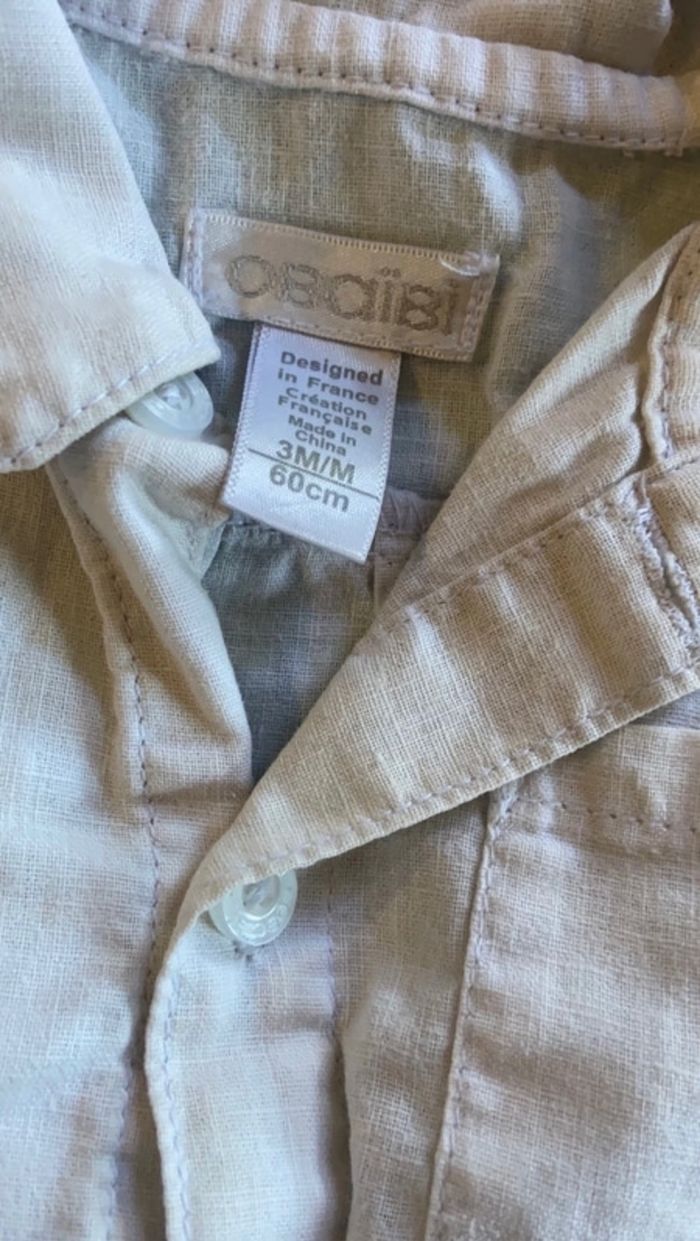 OBAÏBI
Designed
in France
Création
Française
Made in
China
3M/M
60cm